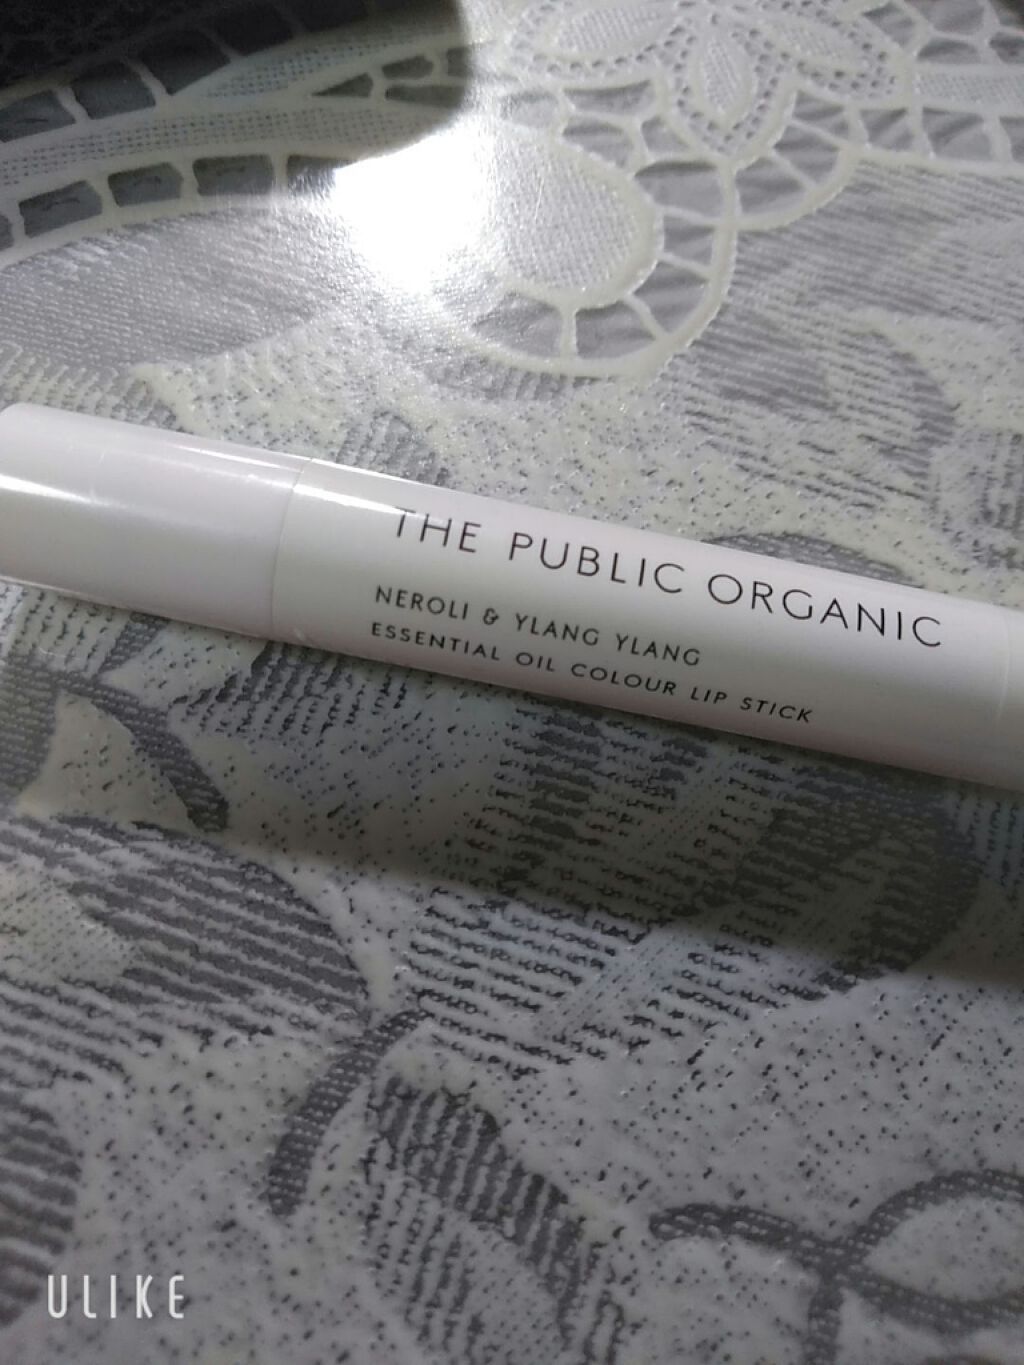 THE PUBLIC ORGANIC
NEROLI & YLANG YLANG
ESSENTIAL OIL COLOUR LIP STICK
ULIKE